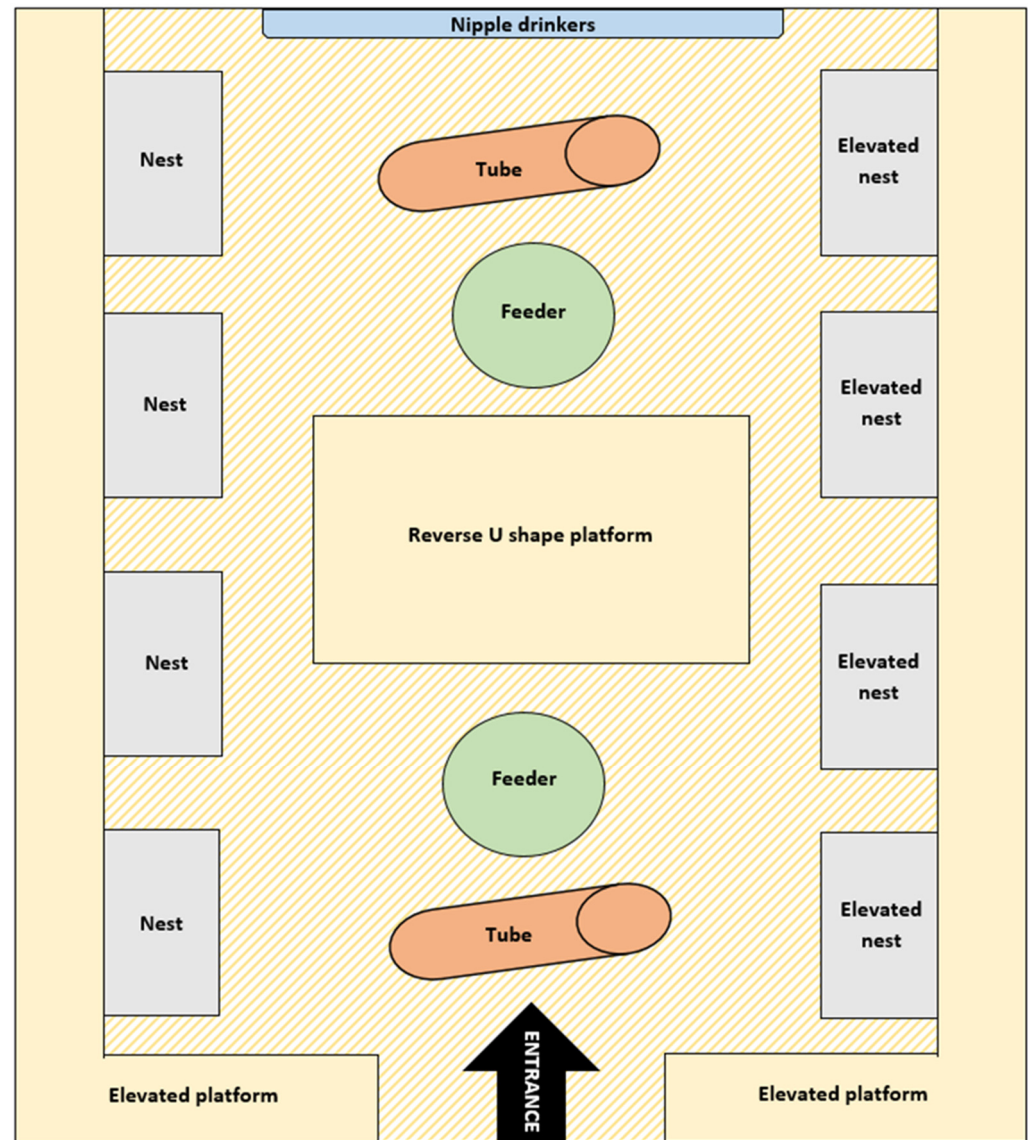 Nipple drinkers
Nest
Tube
Elevated
nest
Feeder
Nest
Elevated
nest
Reverse U shape platform
Nest
Elevated
nest
Feeder
Nest
Tube
Elevated
nest
ENTRANCE
Elevated platform
Elevated platform